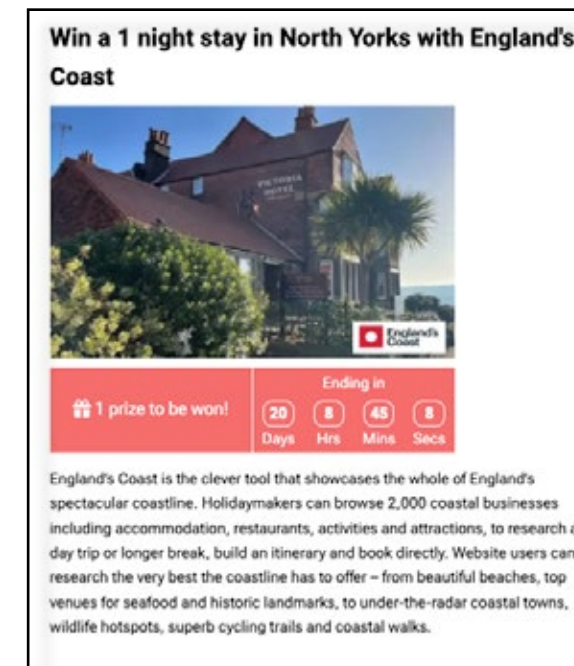 Win a 1 night stay in North Yorks with England's
Coast
VICTORIA
HOTEL
England's
Coast
1 prize to be won!
Ending in
20 8 45 8
Days Hrs Mins Secs
England's Coast is the clever tool that showcases the whole of England's
spectacular coastline. Holidaymakers can browse 2,000 coastal businesses
including accommodation, restaurants, activities and attractions, to research a
day trip or longer break, build an itinerary and book directly. Website users can
research the very best the coastline has to offer – from beautiful beaches, top
venues for seafood and historic landmarks, to under-the-radar coastal towns,
wildlife hotspots, superb cycling trails and coastal walks.